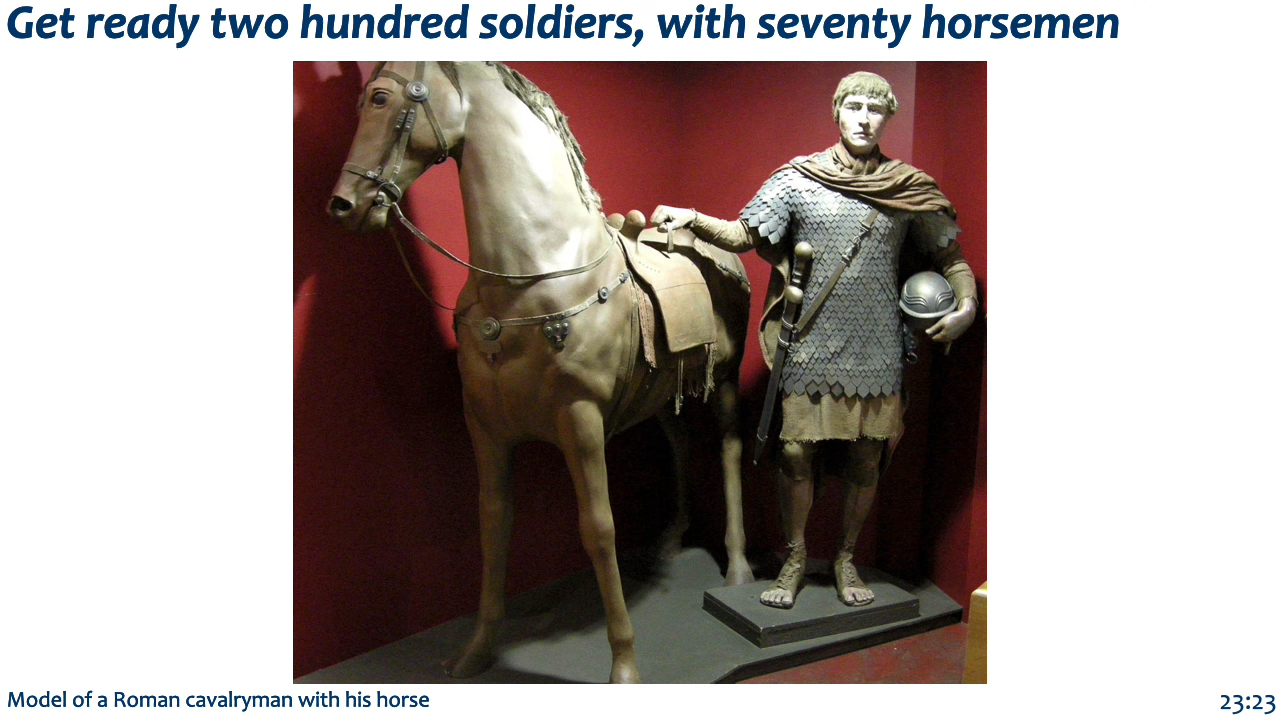 Get ready two hundred soldiers, with seventy horsemen
Model of a Roman cavalryman with his horse
23:23